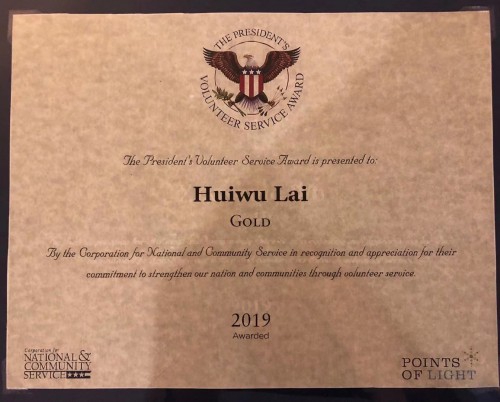 THE PRESIDENT'S
VOLUNTEER SERVICE AWARD
The President's Volunteer Service Award is presented to:
Huiwu Lai
GOLD
By the Corporation for National and Community Service in recognition and appreciation for their
commitment to strengthen our nation and communities through volunteer service.
2019
Awarded
Corporation for
NATIONAL &
COMMUNITY
SERVICE
POINTS
OF LIGHT